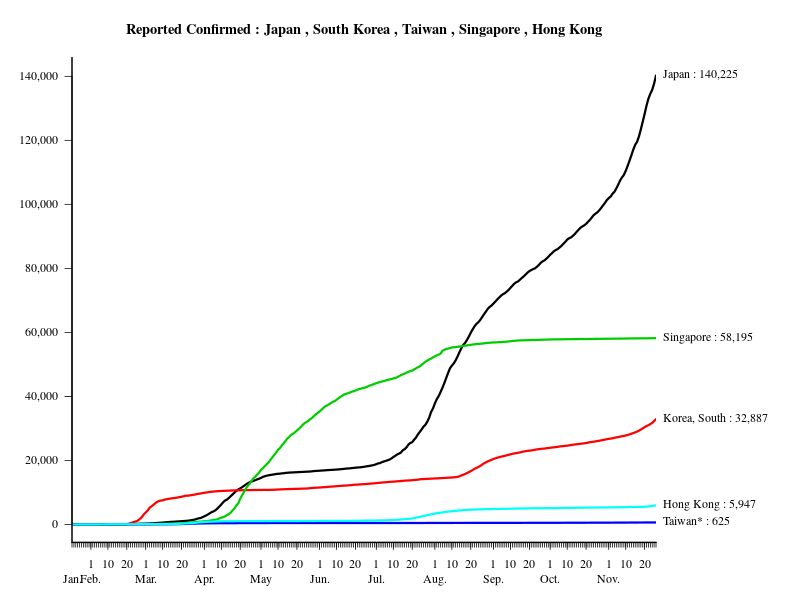 Reported Confirmed : Japan , South Korea , Taiwan , Singapore , Hong Kong
140,000
120,000
100,000
80,000
60,000
40,000
20,000
0
Japan : 140,225
Singapore : 58,195
Korea, South : 32,887
Hong Kong : 5,947
Taiwan* : 625
1 10 20 1 10 20 1 10 20 1 10 20 1 10 20 1 10 20 1 10 20 1 10 20 1 10 20 1 10 20
Jan. Feb. Mar. Apr. May Jun. Jul. Aug. Sep. Oct. Nov.